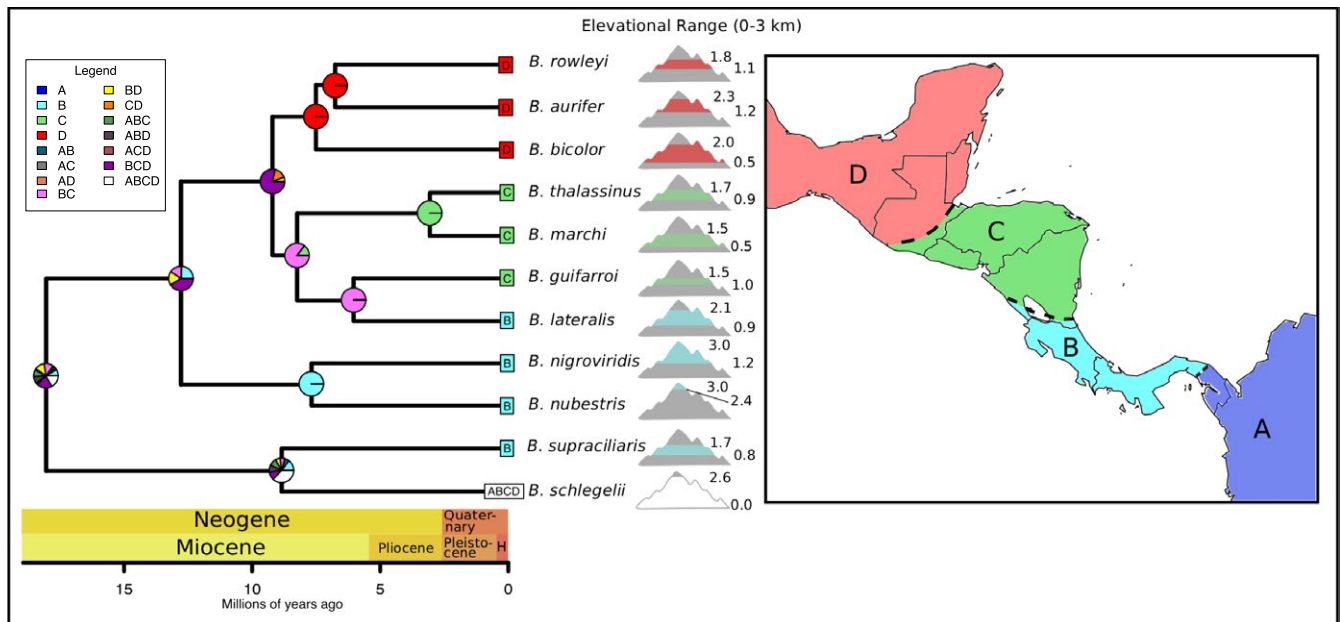 Elevational Range (0-3 km)
Legend
A
B
C
D
AB
AC
AD
BC
BD
CD
ABC
ABD
ACD
BCD
ABCD
D B. rowleyi 1.8 1.1
D B. aurifer 2.3 1.2
D B. bicolor 2.0 0.5
C B. thalassinus 1.7 0.9
C B. marchi 1.5 0.5
C B. guifarroi 1.5 1.0
B B. lateralis 2.1 0.9
B B. nigroviridis 3.0 1.2
B B. nubestris 3.0 2.4
B B. supraciliaris 1.7 0.8
ABCD B. schlegelii 2.6 0.0
D
C
B
A
Neogene
Quater-
nary
Miocene
Pliocene
Pleisto-
cene
H
15 10 5 0
Millions of years ago